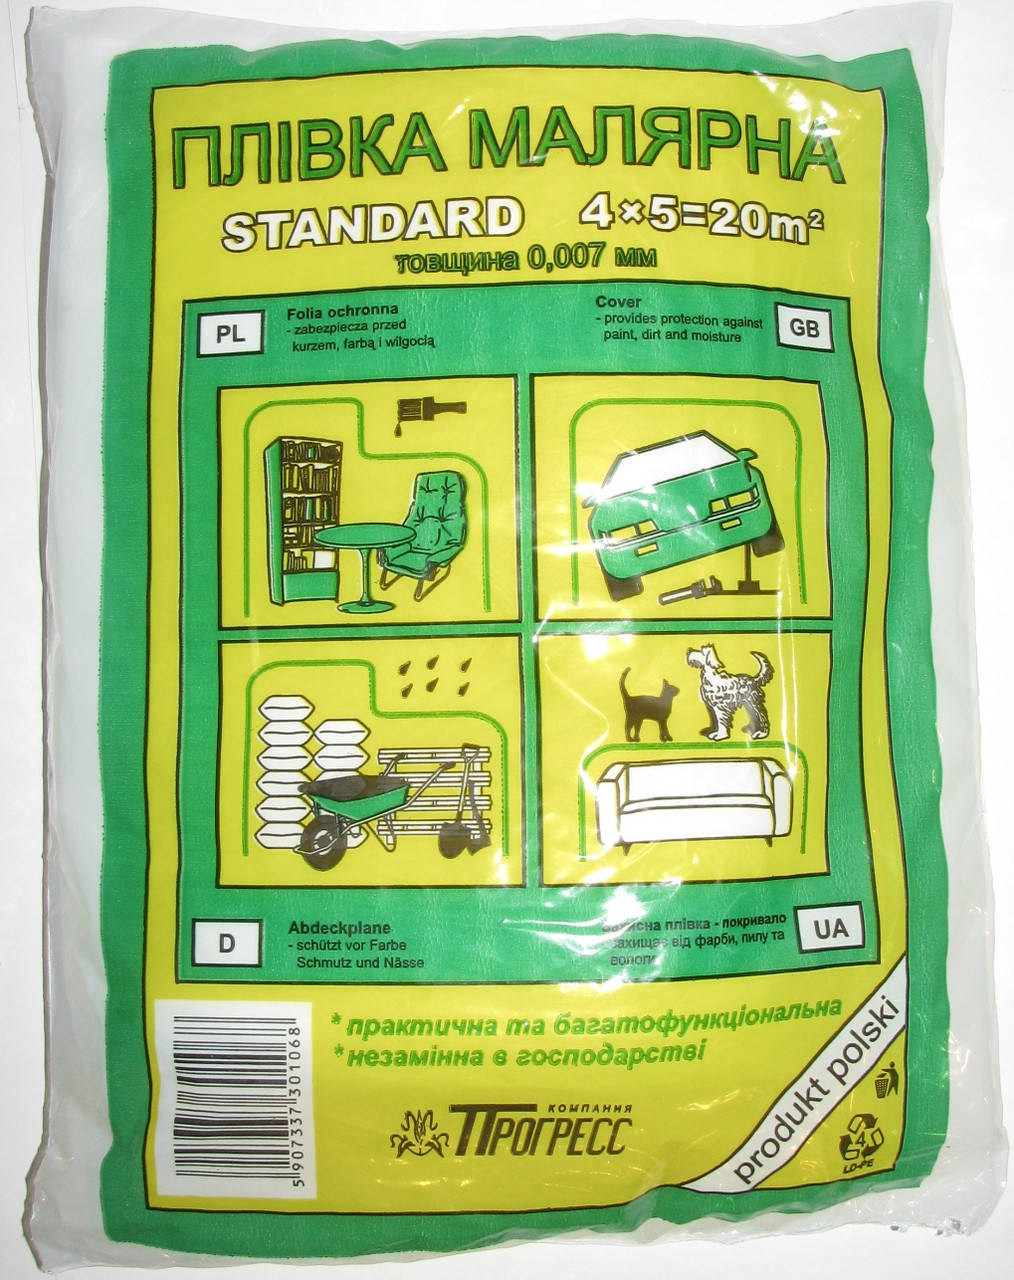 ПЛІВКА МАЛЯРНА
STANDARD 4×5=20m²
товщина 0,007 мм
PL
Folia ochronna
- zabezpiecza przed
kurzem, farbą i wilgocią
Cover
- provides protection against
paint, dirt and moisture
GB
D
Abdeckplane
- schützt vor Farbe
Schmutz und Nässe
Захисна плівка - покривало
захищає від фарби, пилу та
вологи
UA
*практична та багатофункціональна
*незамінна в господарстві
КОМПАНИЯ
ПРОГРЕСС
produkt polski
4
LD-PE
5 907337 301068